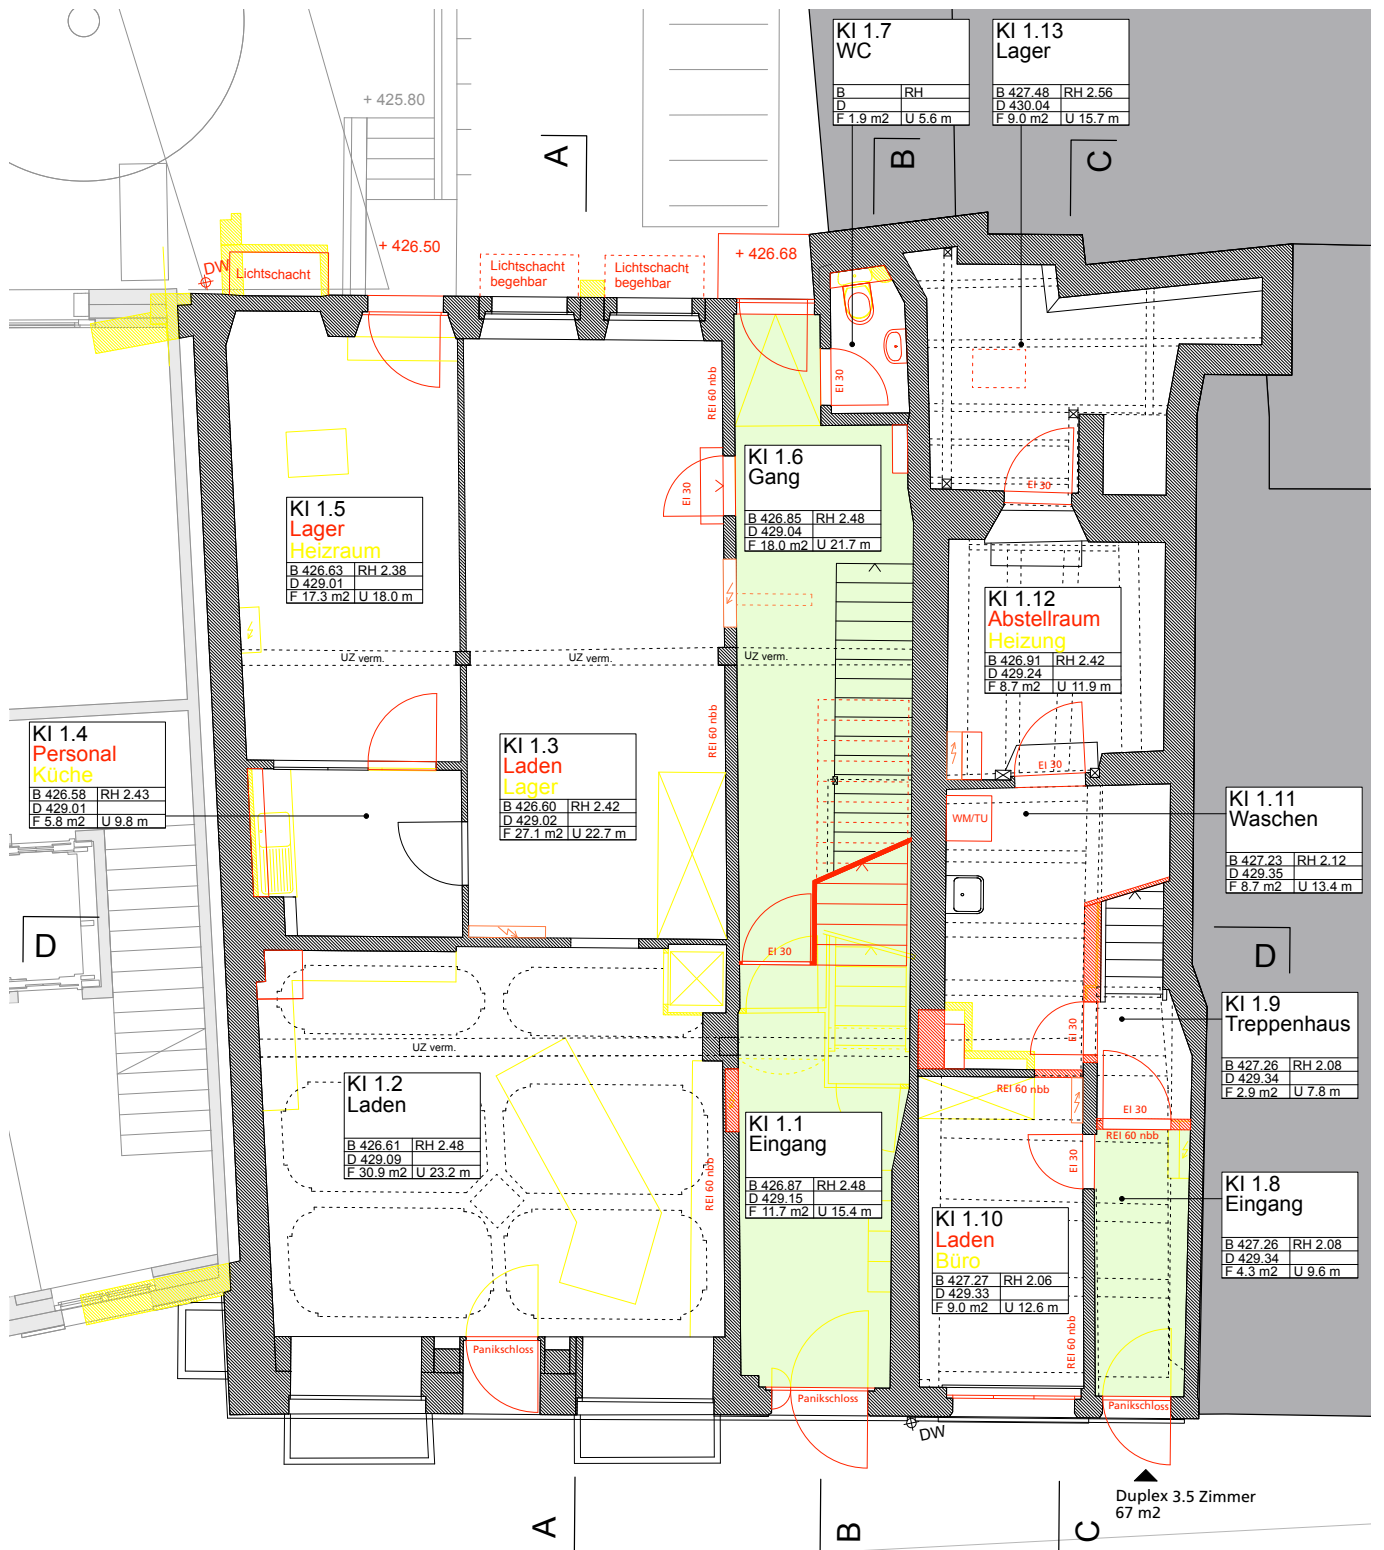 KI 1.7
WC
B
RH
D
F 1.9 m2
U 5.6 m
KI 1.13
Lager
B 427.48
RH 2.56
D 430.04
F 9.0 m2
U 15.7 m
+ 425.80
A
B
C
+ 426.50
+ 426.68
DW
Lichtschacht
Lichtschacht
begehbar
Lichtschacht
begehbar
EI 30
REI 60 nbb
KI 1.6
Gang
B 426.85
RH 2.48
D 429.04
F 18.0 m2
U 21.7 m
EI 30
EI 30
KI 1.5
Lager
Heizraum
B 426.63
RH 2.38
D 429.01
F 17.3 m2
U 18.0 m
KI 1.12
Abstellraum
Heizung
B 426.91
RH 2.42
D 429.24
F 8.7 m2
U 11.9 m
UZ verm.
UZ verm.
UZ verm.
REI 60 nbb
KI 1.4
Personal
Küche
B 426.58
RH 2.43
D 429.01
F 5.8 m2
U 9.8 m
KI 1.3
Laden
Lager
B 426.60
RH 2.42
D 429.02
F 27.1 m2
U 22.7 m
EI 30
WM/TU
KI 1.11
Waschen
B 427.23
RH 2.12
D 429.35
F 8.7 m2
U 13.4 m
D
EI 30
D
KI 1.9
Treppenhaus
B 427.26
RH 2.08
D 429.34
F 2.9 m2
U 7.8 m
UZ verm.
EI 30
KI 1.2
Laden
B 426.61
RH 2.48
D 429.09
F 30.9 m2
U 23.2 m
REI 60 nbb
EI 30
REI 60 nbb
KI 1.1
Eingang
B 426.87
RH 2.48
D 429.15
F 11.7 m2
U 15.4 m
REI 60 nbb
EI 30
KI 1.8
Eingang
B 427.26
RH 2.08
D 429.34
F 4.3 m2
U 9.6 m
KI 1.10
Laden
Büro
B 427.27
RH 2.06
D 429.33
F 9.0 m2
U 12.6 m
REI 60 nbb
Panikschloss
Panikschloss
Panikschloss
DW
Duplex 3.5 Zimmer
67 m2
A
B
C